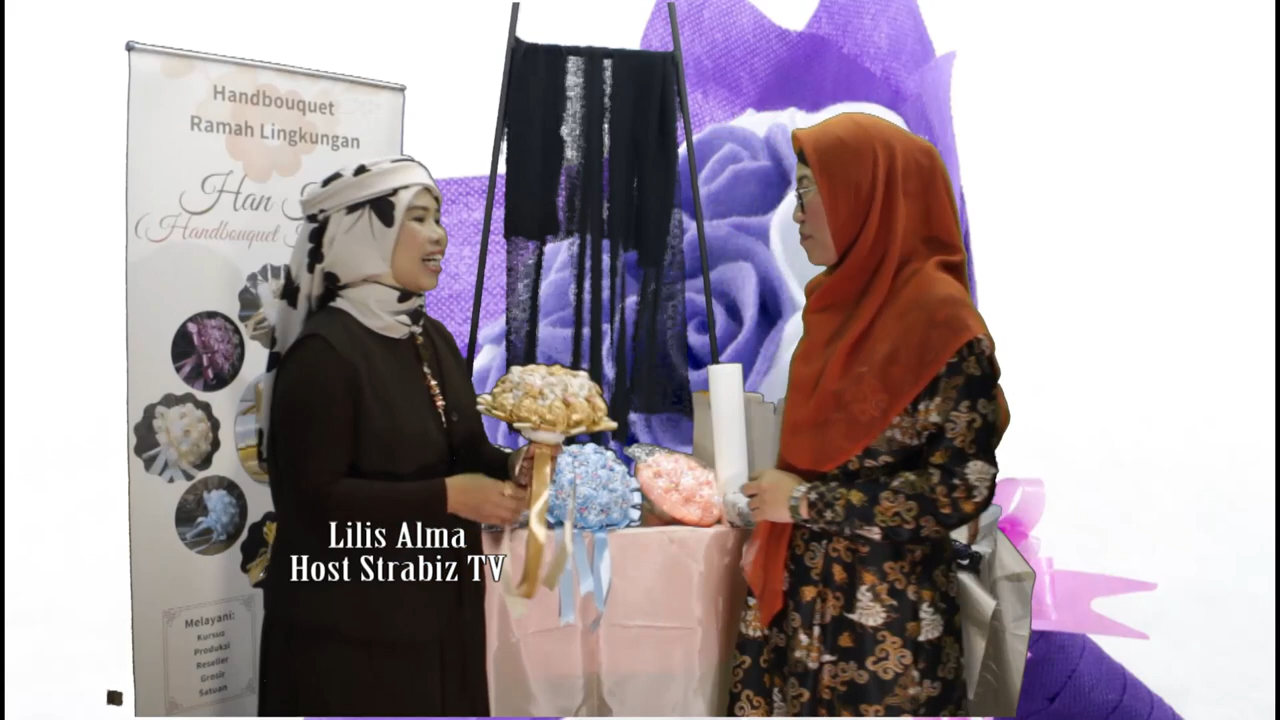 Handbouquet
Ramah Lingkungan
Han
(Handbouquet
Lilis Alma
Host Strabiz TV
Melayani:
Kursus
Produksi
Reseller
Grosir
Satuan